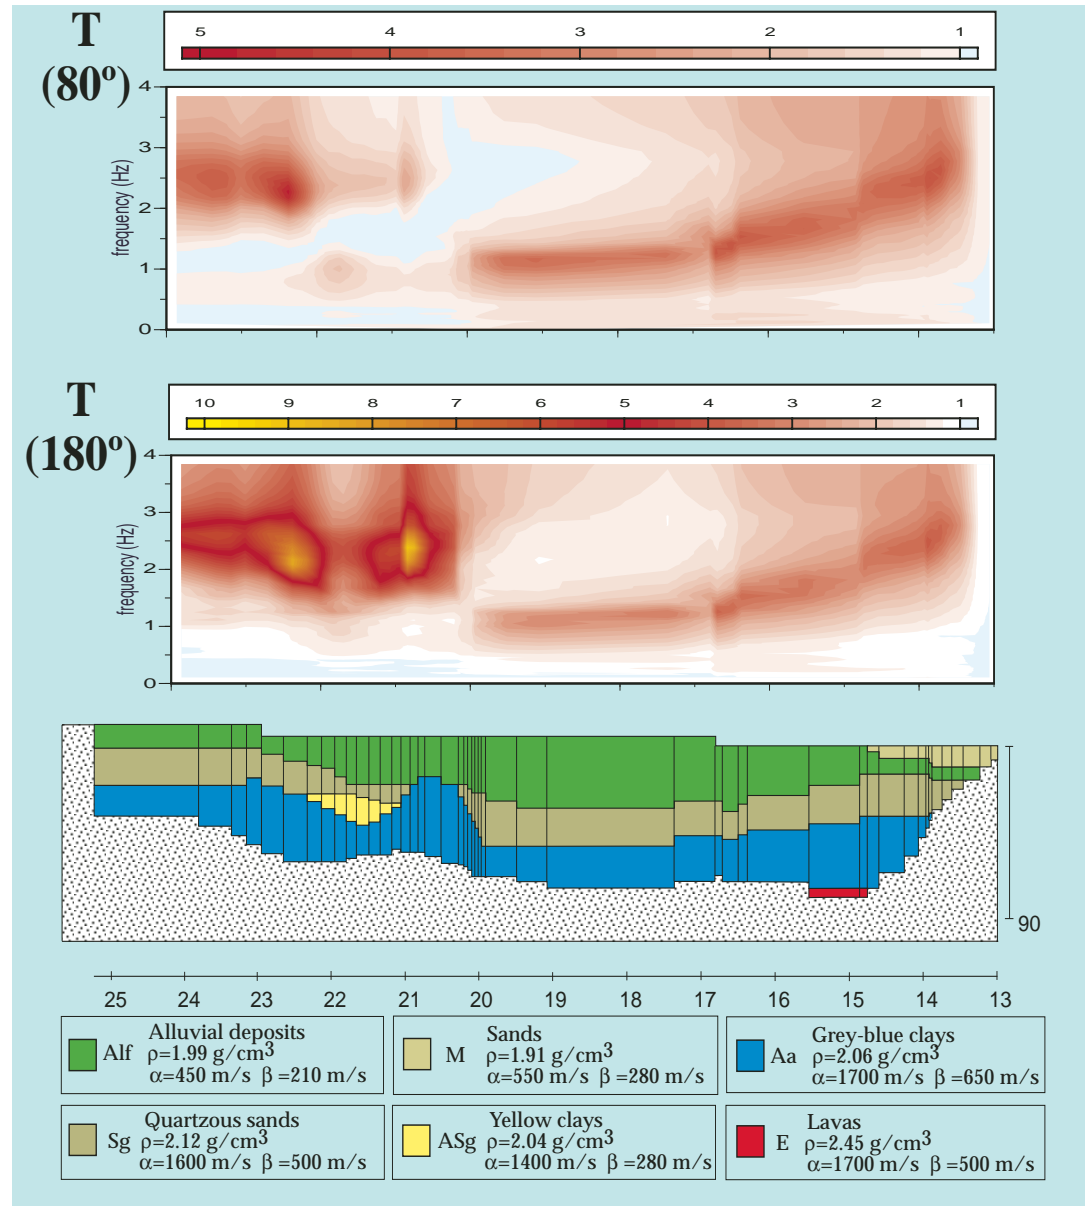 T
(80º)
5 4 3 2 1
frequency (Hz)
4
3
2
1
0
T
(180º)
10 9 8 7 6 5 4 3 2 1
frequency (Hz)
4
3
2
1
0
90
25 24 23 22 21 20 19 18 17 16 15 14 13
Alluvial deposits
Alf ρ=1.99 g/cm³
α=450 m/s β=210 m/s
Sands
M ρ=1.91 g/cm³
α=550 m/s β=280 m/s
Grey-blue clays
Aa ρ=2.06 g/cm³
α=1700 m/s β=650 m/s
Quartzous sands
Sg ρ=2.12 g/cm³
α=1600 m/s β=500 m/s
Yellow clays
ASg ρ=2.04 g/cm³
α=1400 m/s β=280 m/s
Lavas
E ρ=2.45 g/cm³
α=1700 m/s β=500 m/s